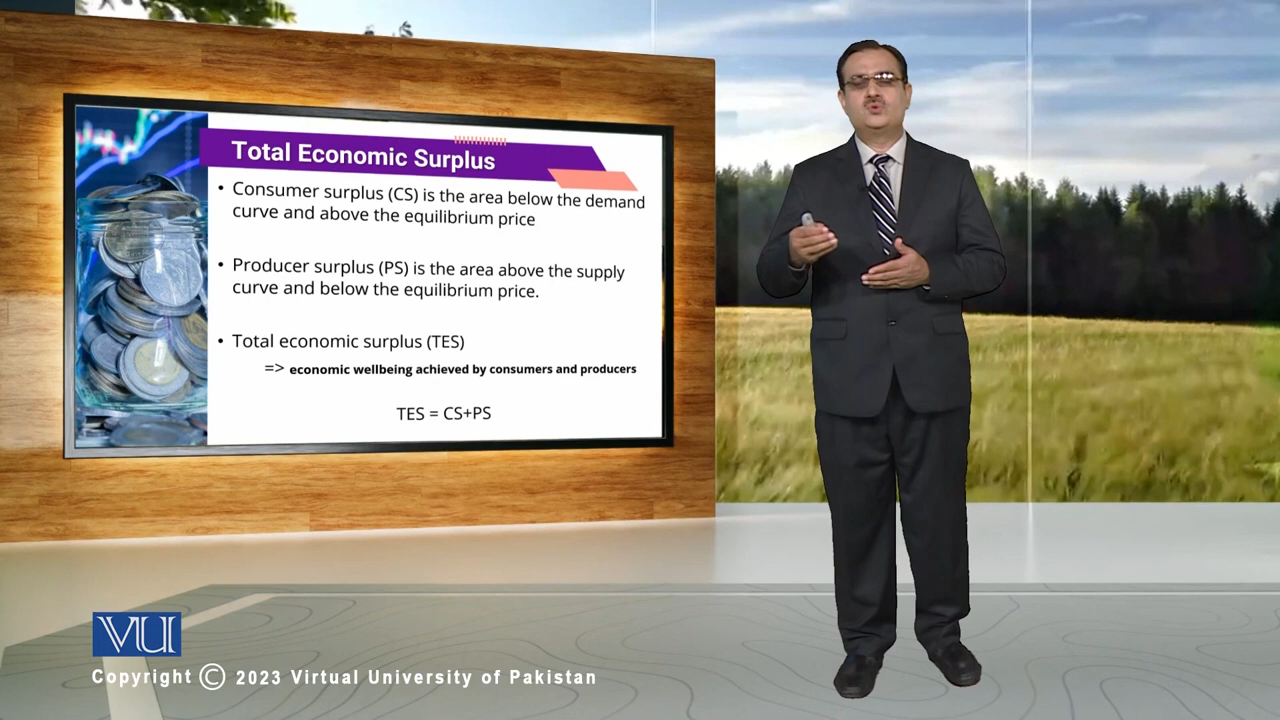 Total Economic Surplus
• Consumer surplus (CS) is the area below the demand
curve and above the equilibrium price
• Producer surplus (PS) is the area above the supply
curve and below the equilibrium price.
• Total economic surplus (TES)
=> economic wellbeing achieved by consumers and producers
TES = CS+PS
VU
Copyright © 2023 Virtual University of Pakistan